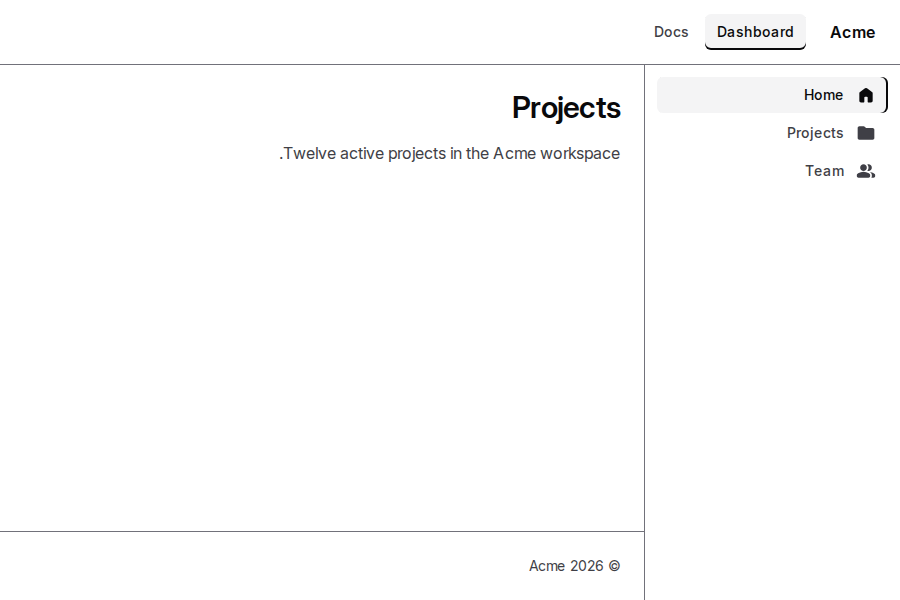 Acme
Dashboard
Docs
Home
Projects
Team
Projects
.Twelve active projects in the Acme workspace
Acme 2026 ©